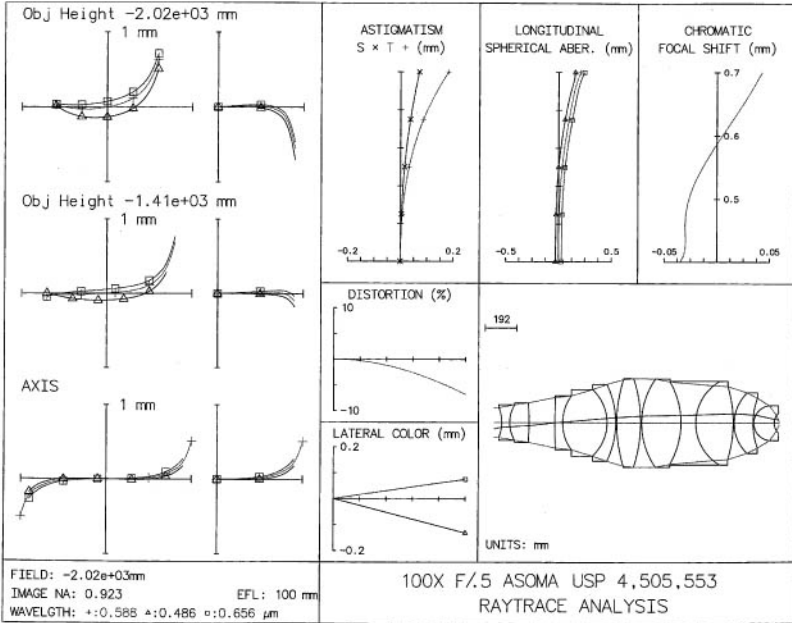 Obj Height -2.02e+03 mm
1 mm
Obj Height -1.41e+03 mm
1 mm
AXIS
1 mm
ASTIGMATISM
S × T + (mm)
-0.2
0.2
LONGITUDINAL
SPHERICAL ABER. (mm)
-0.5
0.5
CHROMATIC
FOCAL SHIFT (mm)
0.7
0.6
0.5
-0.05
0.05
DISTORTION (%)
10
-10
LATERAL COLOR (mm)
0.2
-0.2
192
UNITS: mm
FIELD: -2.02e+03mm
IMAGE NA: 0.923 EFL: 100 mm
WAVELGTH: +:0.588 ▵:0.486 ▫:0.656 μm
100X F/.5 ASOMA USP 4,505,553
RAYTRACE ANALYSIS